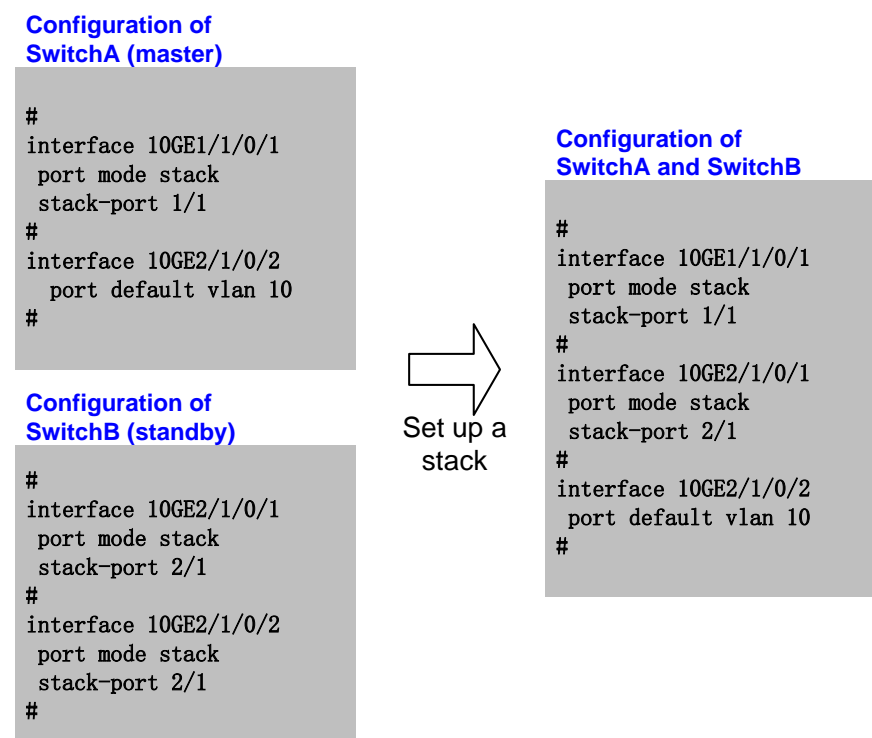 Configuration of
SwitchA (master)
#
interface 10GE1/1/0/1
port mode stack
stack-port 1/1
#
interface 10GE2/1/0/2
port default vlan 10
#
Configuration of
SwitchB (standby)
#
interface 10GE2/1/0/1
port mode stack
stack-port 2/1
#
interface 10GE2/1/0/2
port mode stack
stack-port 2/1
#
Set up a
stack
Configuration of
SwitchA and SwitchB
#
interface 10GE1/1/0/1
port mode stack
stack-port 1/1
#
interface 10GE2/1/0/1
port mode stack
stack-port 2/1
#
interface 10GE2/1/0/2
port default vlan 10
#